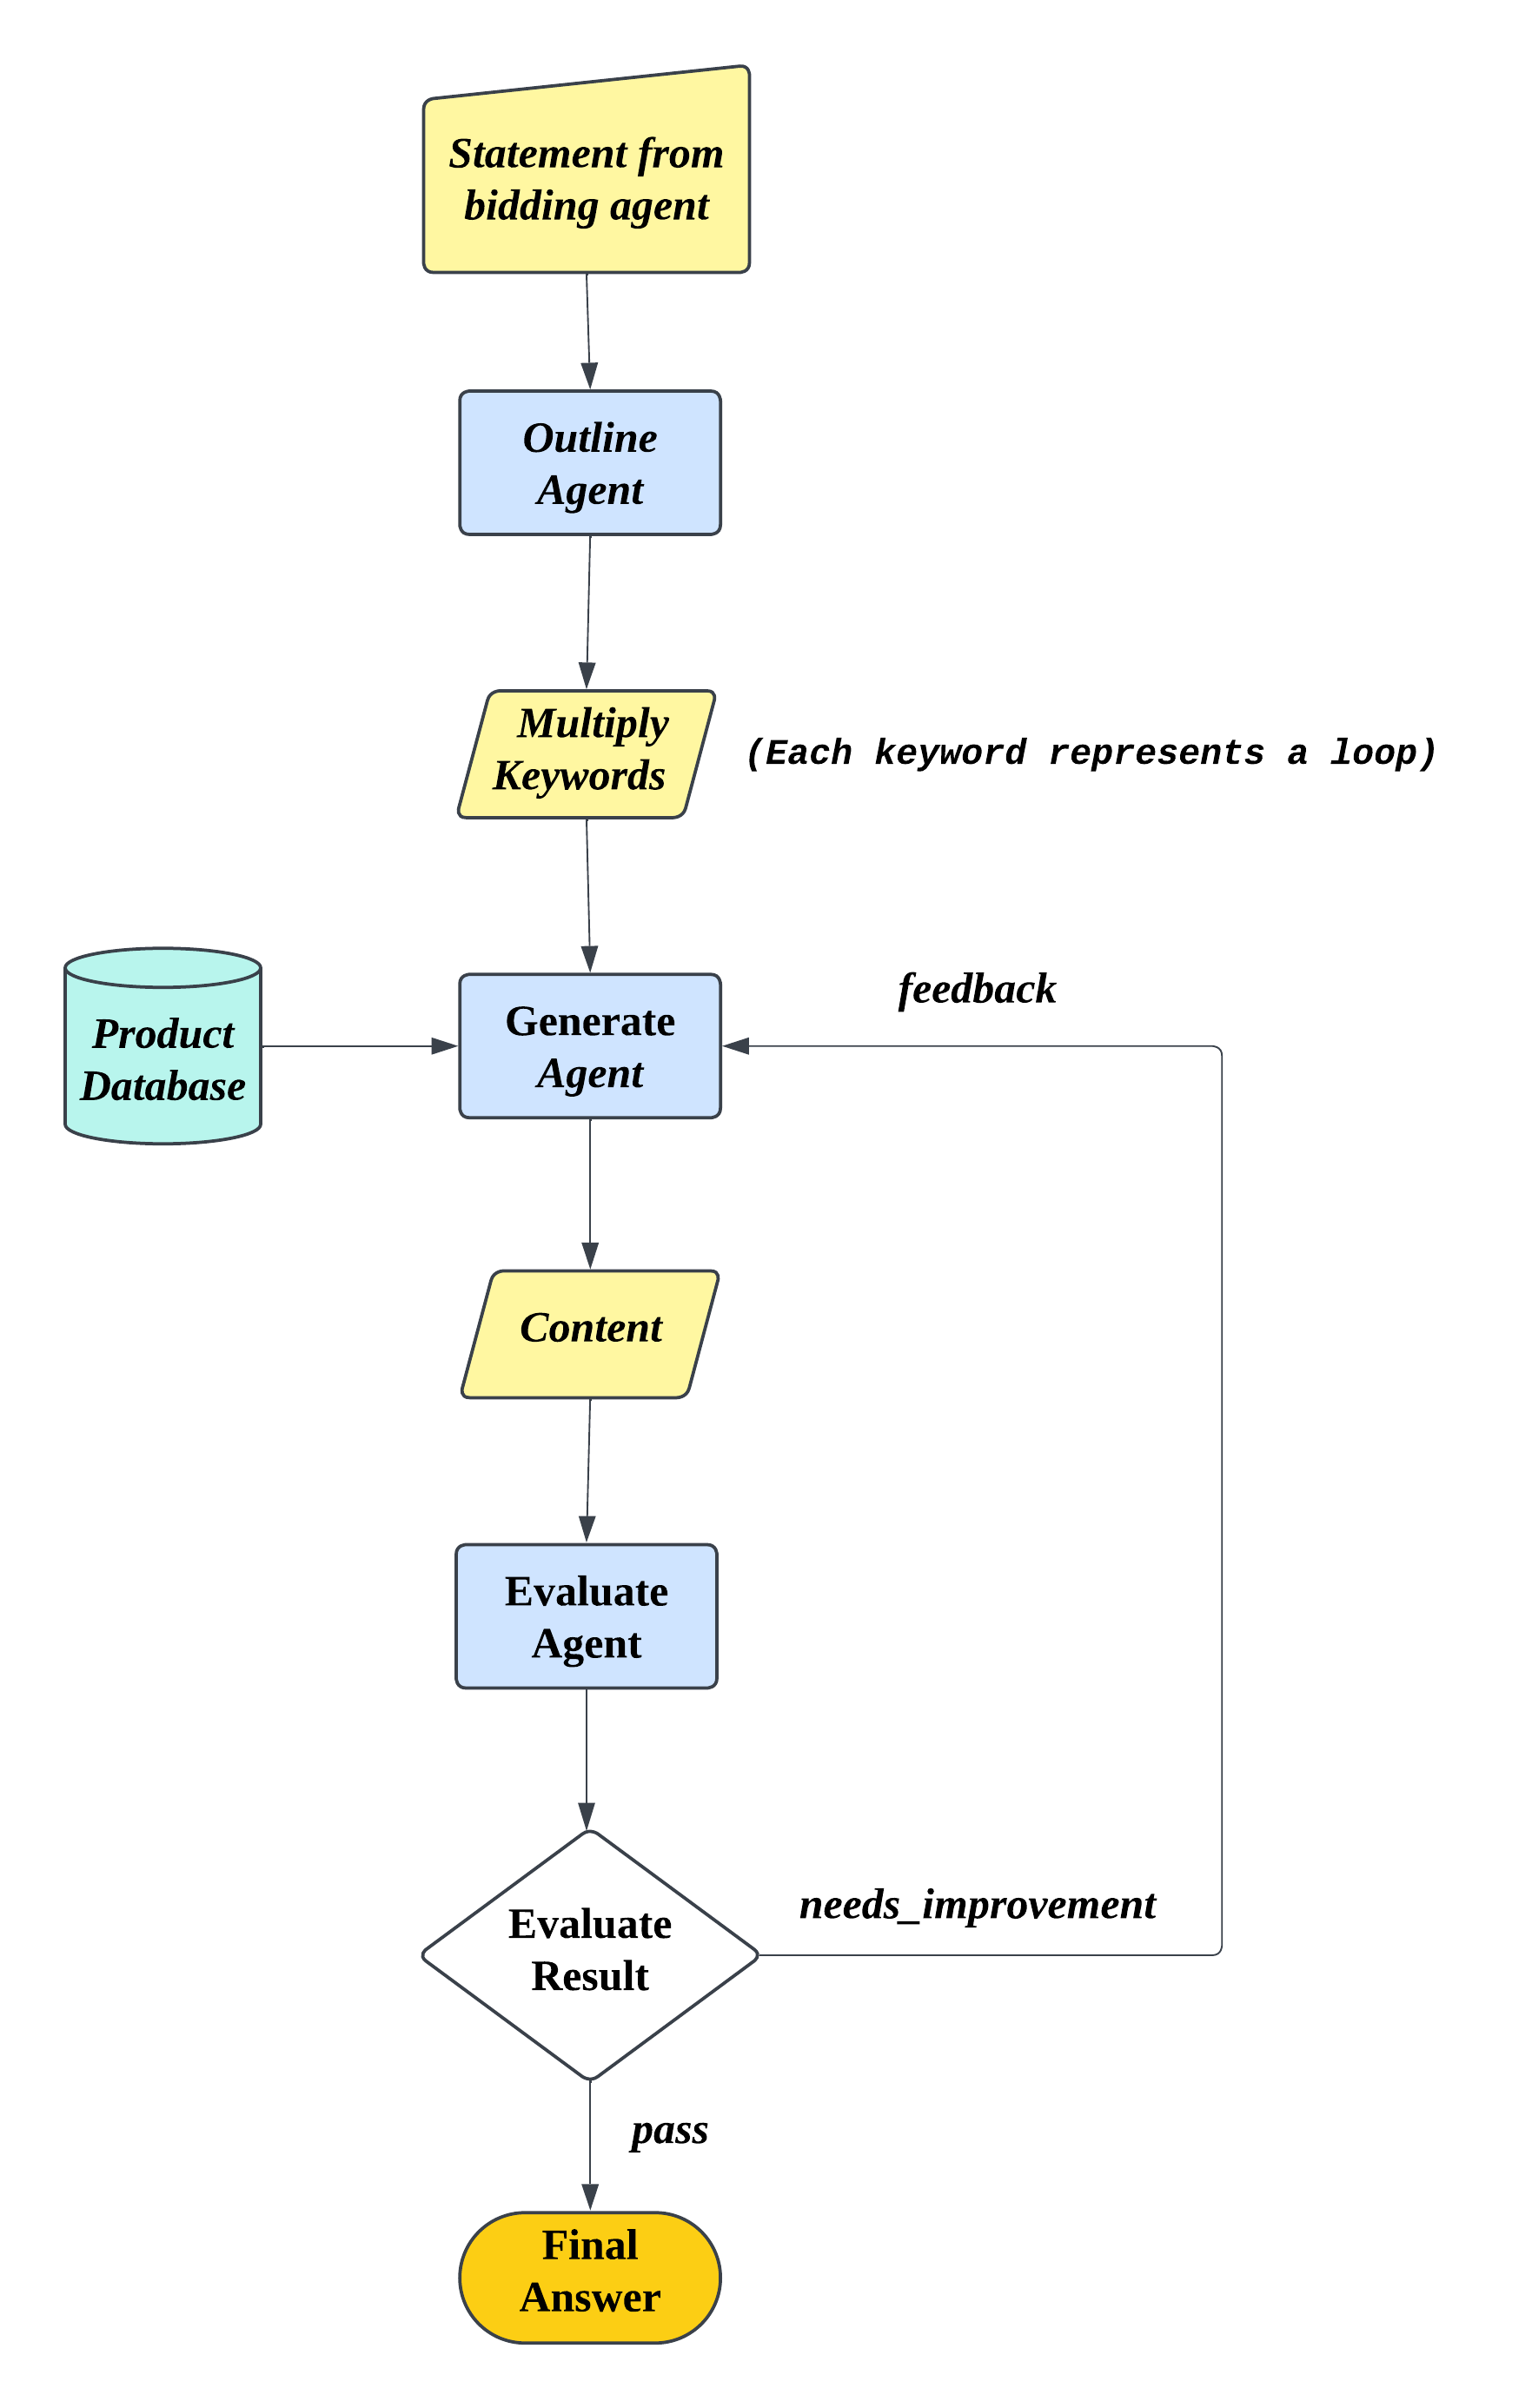 Statement from
bidding agent
Outline
Agent
Multiply
Keywords
(Each keyword represents a loop)
Product
Database
Generate
Agent
feedback
Content
Evaluate
Agent
Evaluate
Result
needs_improvement
pass
Final
Answer